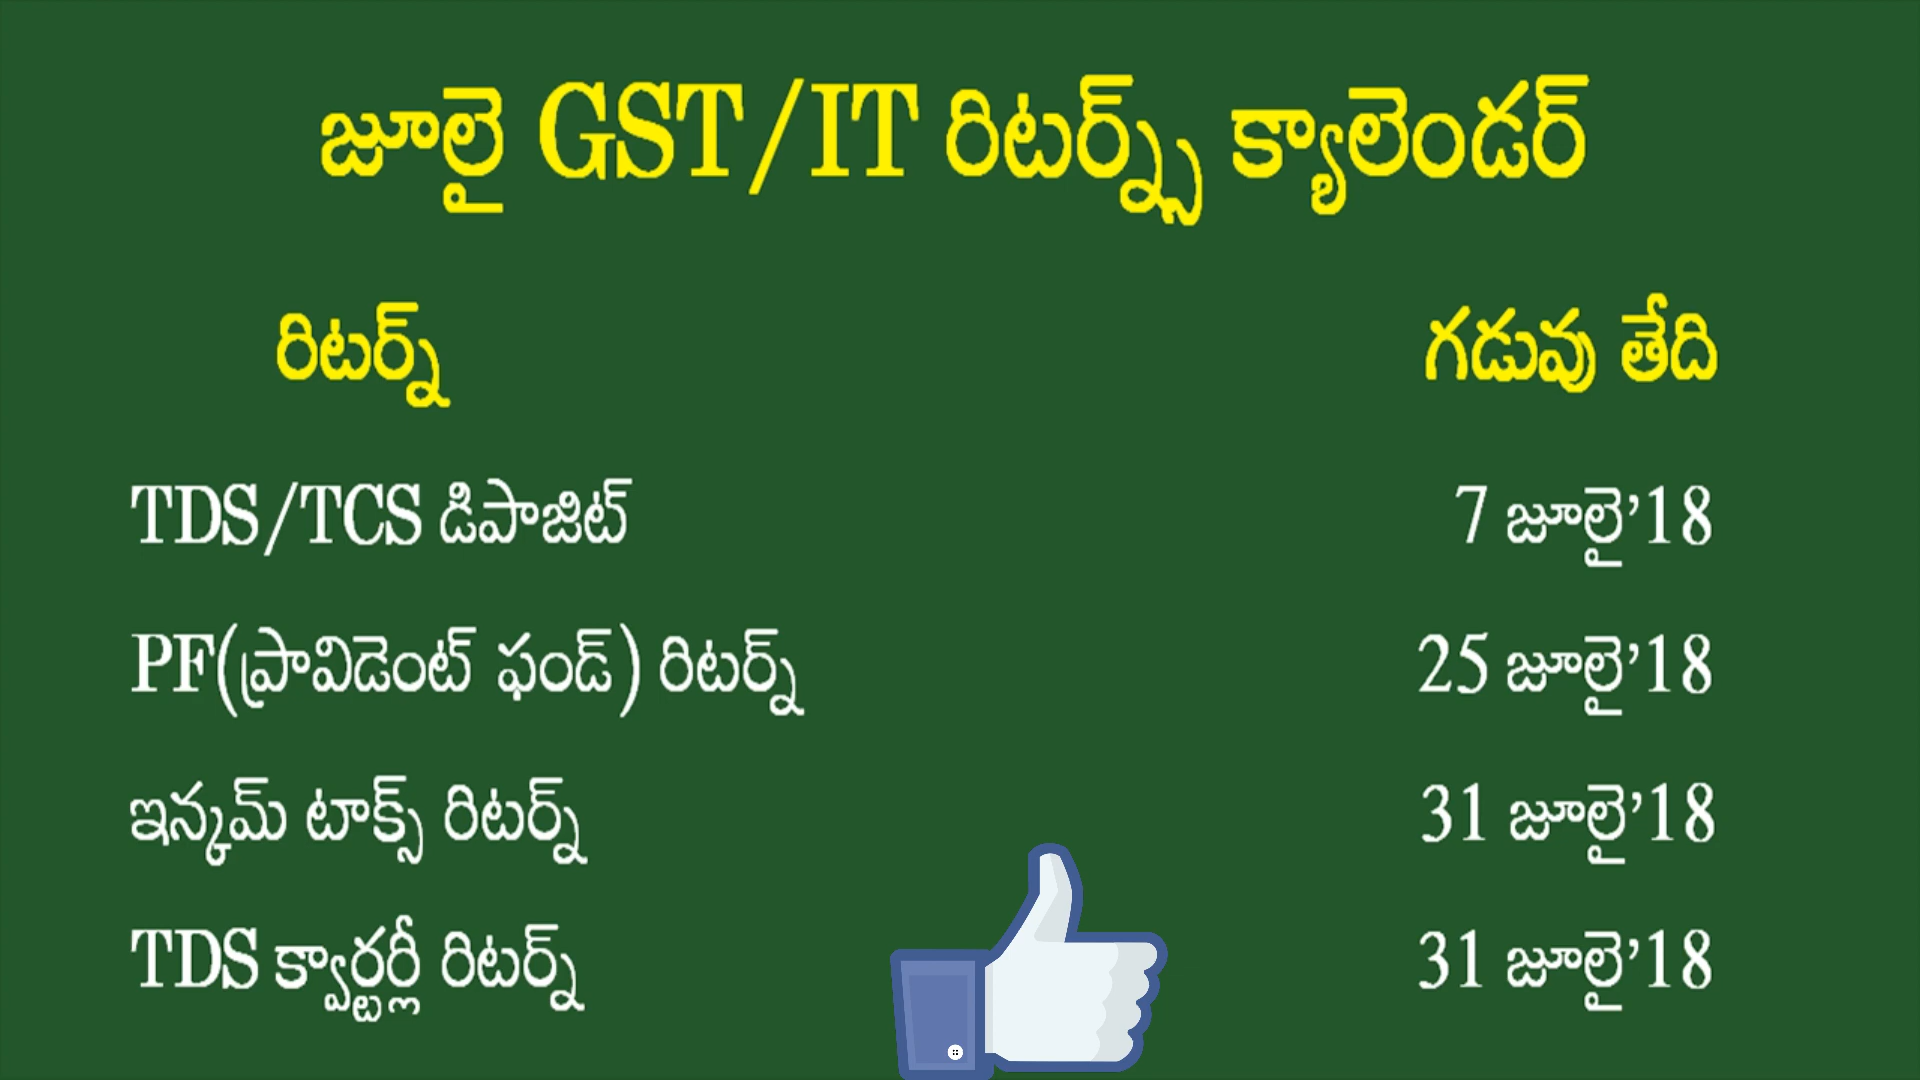 జూలై GST/IT రిటర్న్స్ క్యాలెండర్
రిటర్న్ గడువు తేది
TDS/TCS డిపాజిట్ 7 జూలై’18
PF(ప్రావిడెంట్ ఫండ్) రిటర్న్ 25 జూలై’18
ఇన్కమ్ టాక్స్ రిటర్న్ 31 జూలై’18
TDS క్వార్టర్లీ రిటర్న్ 31 జూలై’18